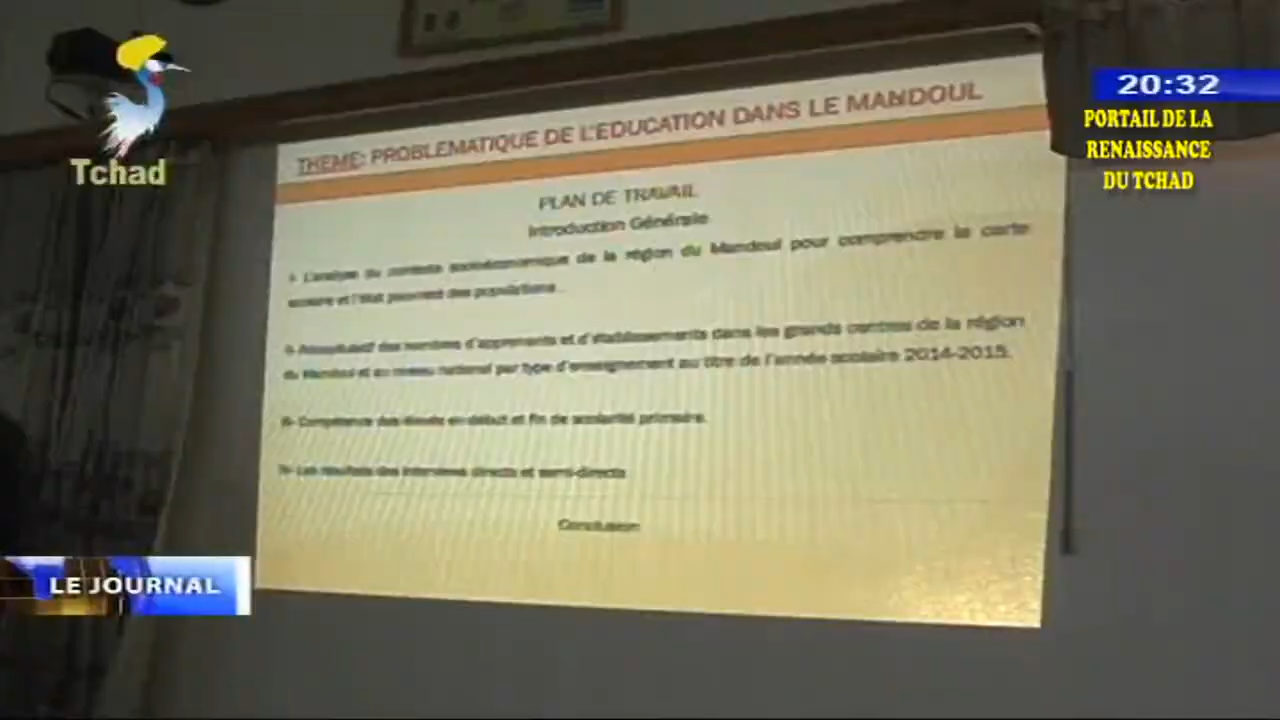 Tchad
20:32
PORTAIL DE LA
RENAISSANCE
DU TCHAD
THEME: PROBLEMATIQUE DE L'EDUCATION DANS LE MANDOUL
PLAN DE TRAVAIL
Introduction Générale
I- L'analyse du contexte socioéconomique de la région du Mandoul pour comprendre la carte
scolaire et l'état des populations
des nombres d'apprenants et d'établissements dans les grands centres de la région
du Mandoul et au niveau national par type d'enseignement au titre de l'année scolaire 2014-2015.
III- Compétence des élèves en début et fin de scolarité primaire.
IV- Les résultats des interviews directs et semi-directs
Conclusion
LE JOURNAL